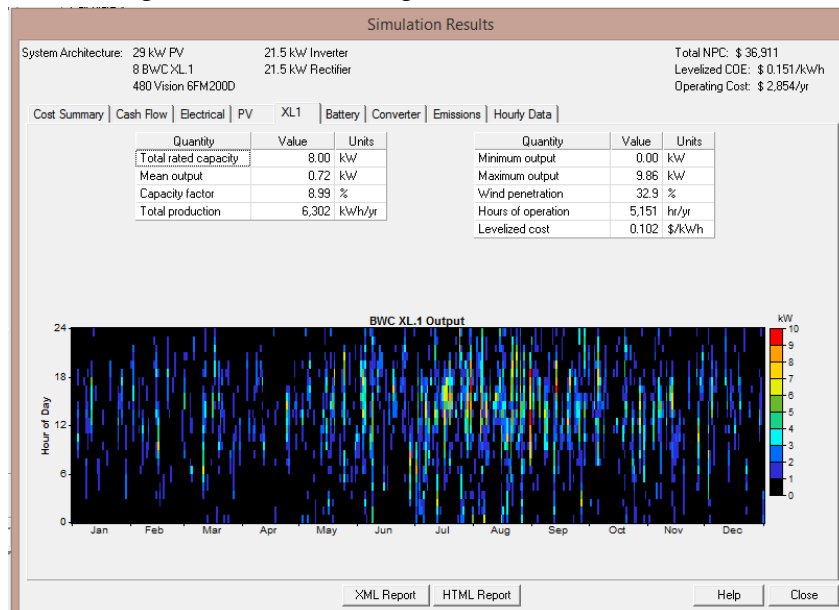 Simulation Results
System Architecture: 29 kW PV 21.5 kW Inverter Total NPC: $ 36,911
8 BWC XL.1 21.5 kW Rectifier Levelized COE: $ 0.151/kWh
480 Vision 6FM200D Operating Cost: $ 2,854/yr
Cost Summary Cash Flow Electrical PV XL1 Battery Converter Emissions Hourly Data
Quantity Value Units Quantity Value Units
Total rated capacity 8.00 kW Minimum output 0.00 kW
Mean output 0.72 kW Maximum output 9.86 kW
Capacity factor 8.99 % Wind penetration 32.9 %
Total production 6,302 kWh/yr Hours of operation 5,151 hr/yr
Levelized cost 0.102 $/kWh
BWC XL.1 Output
kW
24
18
12
6
0
Hour of Day
Jan Feb Mar Apr May Jun Jul Aug Sep Oct Nov Dec
10
9
8
7
6
5
4
3
2
1
0
XML Report HTML Report Help Close